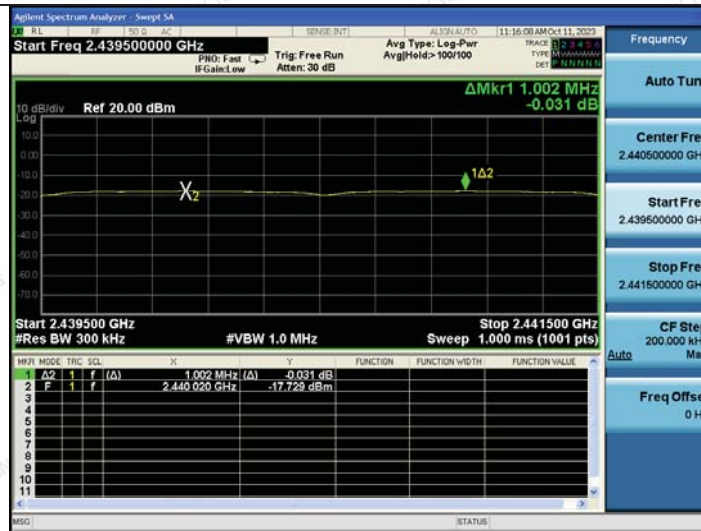 Agilent Spectrum Analyzer - Swept SA
RL RF 50 Ω AC SENSE:INT ALIGN AUTO 11:16:08 AM Oct 11, 2023
Start Freq 2.439500000 GHz
PNO: Fast
IFGain:Low
Trig: Free Run
Atten: 30 dB
Avg Type: Log-Pwr
Avg|Hold:> 100/100
TRACE 1 2 3 4 5 6
TYPE
DET P N N N N N
ΔMkr1 1.002 MHz
-0.031 dB
10 dB/div Ref 20.00 dBm
Log
10.0
0.00
-10.0
-20.0
-30.0
-40.0
-50.0
-60.0
-70.0
X2
1Δ2
Start 2.439500 GHz Stop 2.441500 GHz
#Res BW 300 kHz #VBW 1.0 MHz Sweep 1.000 ms (1001 pts)
MKR MODE TRC SCL X Y FUNCTION FUNCTION WIDTH FUNCTION VALUE
1 Δ2 1 f (Δ) 1.002 MHz (Δ) -0.031 dB
2 F 1 f 2.440 020 GHz -17.729 dBm
3
4
5
6
7
8
9
10
11
MSG STATUS
Frequency
Auto Tun
Center Fre
2.440500000 GH
Start Fre
2.439500000 GH
Stop Fre
2.441500000 GH
CF Ste
200.000 kH
Auto Ma
Freq Offse
0 H